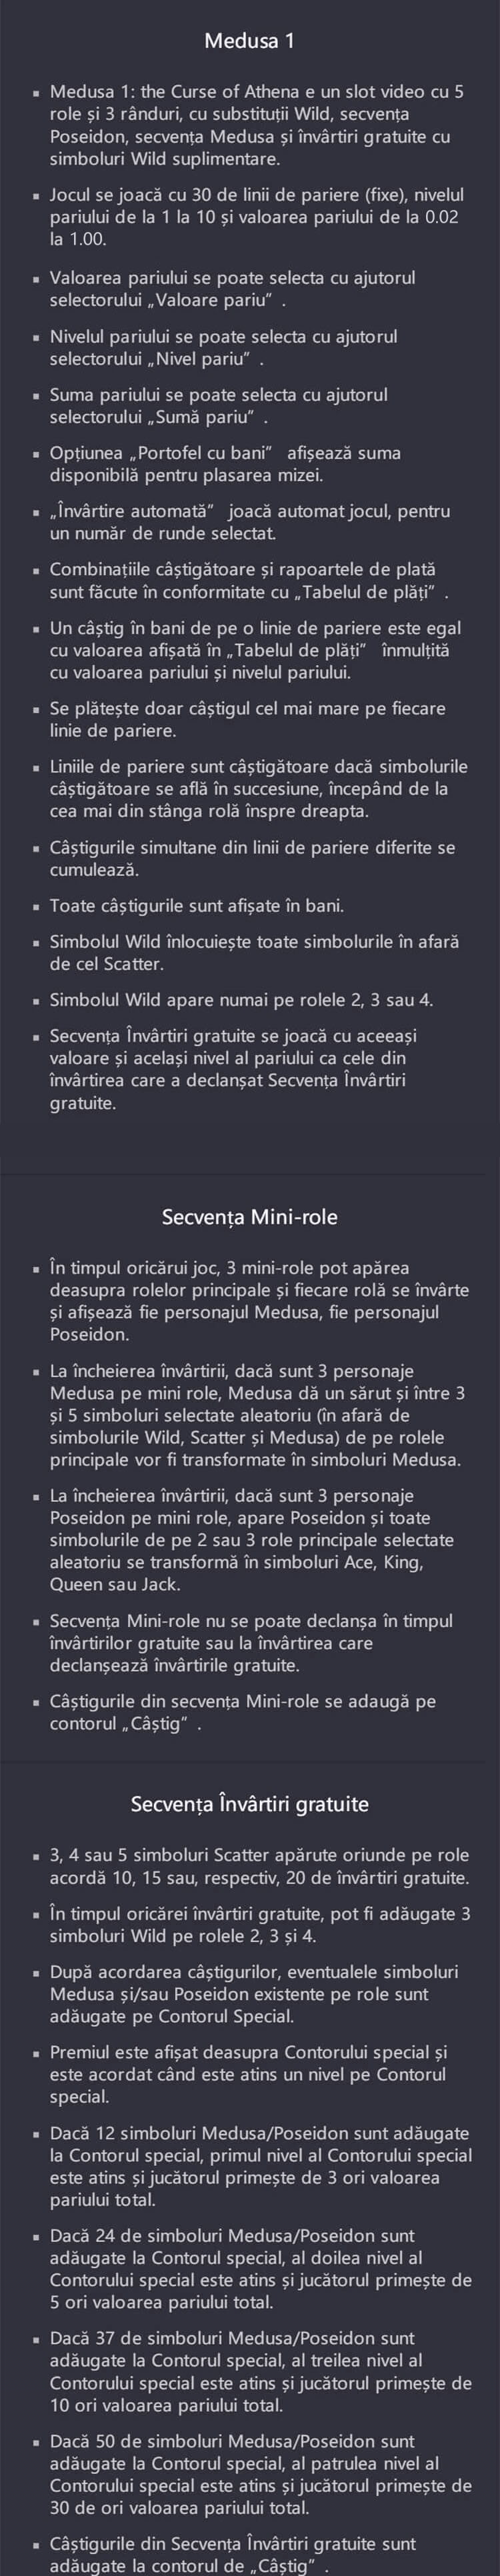 Medusa 1
▪ Medusa 1: the Curse of Athena e un slot video cu 5
role și 3 rânduri, cu substituții Wild, secvența
Poseidon, secvența Medusa și învârtiri gratuite cu
simboluri Wild suplimentare.
▪ Jocul se joacă cu 30 de linii de pariere (fixe), nivelul
pariului de la 1 la 10 și valoarea pariului de la 0.02
la 1.00.
▪ Valoarea pariului se poate selecta cu ajutorul
selectorului „Valoare pariu” .
▪ Nivelul pariului se poate selecta cu ajutorul
selectorului „Nivel pariu” .
▪ Suma pariului se poate selecta cu ajutorul
selectorului „Sumă pariu” .
▪ Opțiunea „Portofel cu bani” afișează suma
disponibilă pentru plasarea mizei.
▪ „Învârtire automată” joacă automat jocul, pentru
un număr de runde selectat.
▪ Combinațiile câștigătoare și rapoartele de plată
sunt făcute în conformitate cu „Tabelul de plăți” .
▪ Un câștig în bani de pe o linie de pariere este egal
cu valoarea afișată în „Tabelul de plăți” înmulțită
cu valoarea pariului și nivelul pariului.
▪ Se plătește doar câștigul cel mai mare pe fiecare
linie de pariere.
▪ Liniile de pariere sunt câștigătoare dacă simbolurile
câștigătoare se află în succesiune, începând de la
cea mai din stânga rolă înspre dreapta.
▪ Câștigurile simultane din linii de pariere diferite se
cumulează.
▪ Toate câștigurile sunt afișate în bani.
▪ Simbolul Wild înlocuiește toate simbolurile în afară
de cel Scatter.
▪ Simbolul Wild apare numai pe rolele 2, 3 sau 4.
▪ Secvența Învârtiri gratuite se joacă cu aceeași
valoare și același nivel al pariului ca cele din
învârtirea care a declanșat Secvența Învârtiri
gratuite.
Secvența Mini-role
▪ În timpul oricărui joc, 3 mini-role pot apărea
deasupra rolelor principale și fiecare rolă se învârte
și afișează fie personajul Medusa, fie personajul
Poseidon.
▪ La încheierea învârtirii, dacă sunt 3 personaje
Medusa pe mini role, Medusa dă un sărut și între 3
și 5 simboluri selectate aleatoriu (în afară de
simbolurile Wild, Scatter și Medusa) de pe rolele
principale vor fi transformate în simboluri Medusa.
▪ La încheierea învârtirii, dacă sunt 3 personaje
Poseidon pe mini role, apare Poseidon și toate
simbolurile de pe 2 sau 3 role principale selectate
aleatoriu se transformă în simboluri Ace, King,
Queen sau Jack.
▪ Secvența Mini-role nu se poate declanșa în timpul
învârtirilor gratuite sau la învârtirea care
declanșează învârtirile gratuite.
▪ Câștigurile din secvența Mini-role se adaugă pe
contorul „Câștig” .
Secvența Învârtiri gratuite
▪ 3, 4 sau 5 simboluri Scatter apărute oriunde pe role
acordă 10, 15 sau, respectiv, 20 de învârtiri gratuite.
▪ În timpul oricărei învârtiri gratuite, pot fi adăugate 3
simboluri Wild pe rolele 2, 3 și 4.
▪ După acordarea câștigurilor, eventualele simboluri
Medusa și/sau Poseidon existente pe role sunt
adăugate pe Contorul Special.
▪ Premiul este afișat deasupra Contorului special și
este acordat când este atins un nivel pe Contorul
special.
▪ Dacă 12 simboluri Medusa/Poseidon sunt adăugate
la Contorul special, primul nivel al Contorului special
este atins și jucătorul primește de 3 ori valoarea
pariului total.
▪ Dacă 24 de simboluri Medusa/Poseidon sunt
adăugate la Contorul special, al doilea nivel al
Contorului special este atins și jucătorul primește de
5 ori valoarea pariului total.
▪ Dacă 37 de simboluri Medusa/Poseidon sunt
adăugate la Contorul special, al treilea nivel al
Contorului special este atins și jucătorul primește de
10 ori valoarea pariului total.
▪ Dacă 50 de simboluri Medusa/Poseidon sunt
adăugate la Contorul special, al patrulea nivel al
Contorului special este atins și jucătorul primește de
30 de ori valoarea pariului total.
▪ Câștigurile din Secvența Învârtiri gratuite sunt
adăugate la contorul de „Câștig” .